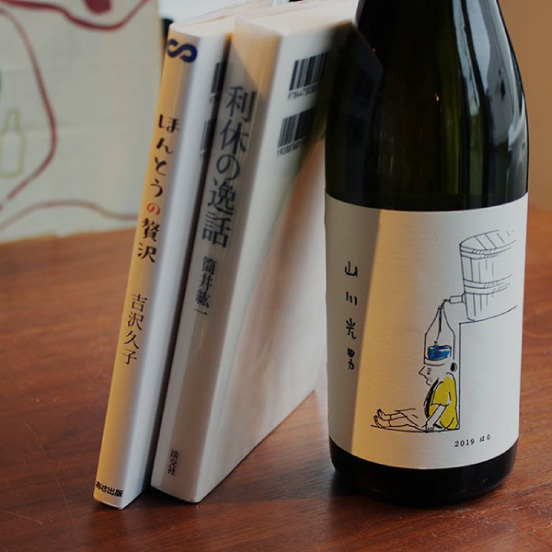 ほんとうの贅沢
吉沢久子
あさ出版
利休の逸話
筒井紘一
淡交社
山川光男
2019 はる